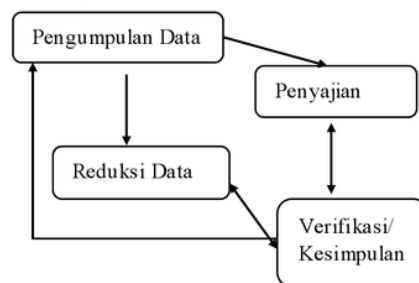 Pengumpulan Data
Penyajian
Reduksi Data
Verifikasi/
Kesimpulan